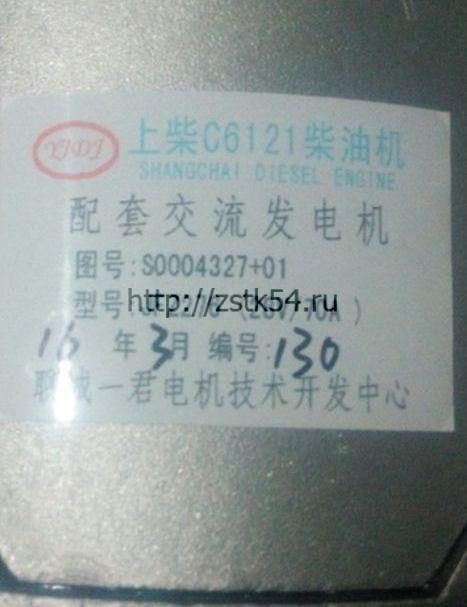 YJDJ
上柴C6121柴油机
SHANGCHAI DIESEL ENGINE
配套交流发电机
图号:S0004327+01
型号:
http://zstk54.ru
16 年 3月 编号:130
聊城一君电机技术开发中心